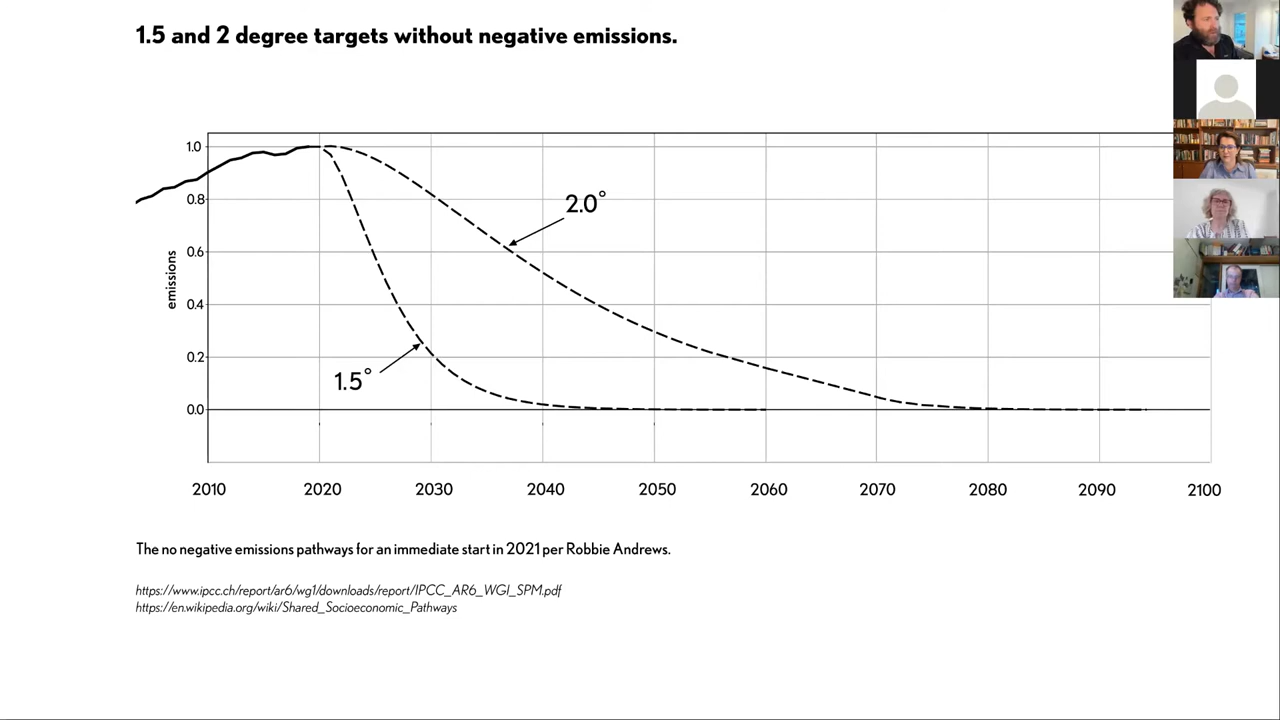 1.5 and 2 degree targets without negative emissions.
1.0
0.8
0.6
0.4
0.2
0.0
emissions
2.0°
1.5°
2010 2020 2030 2040 2050 2060 2070 2080 2090 2100
The no negative emissions pathways for an immediate start in 2021 per Robbie Andrews.
https://www.ipcc.ch/report/ar6/wg1/downloads/report/IPCC_AR6_WGI_SPM.pdf
https://en.wikipedia.org/wiki/Shared_Socioeconomic_Pathways